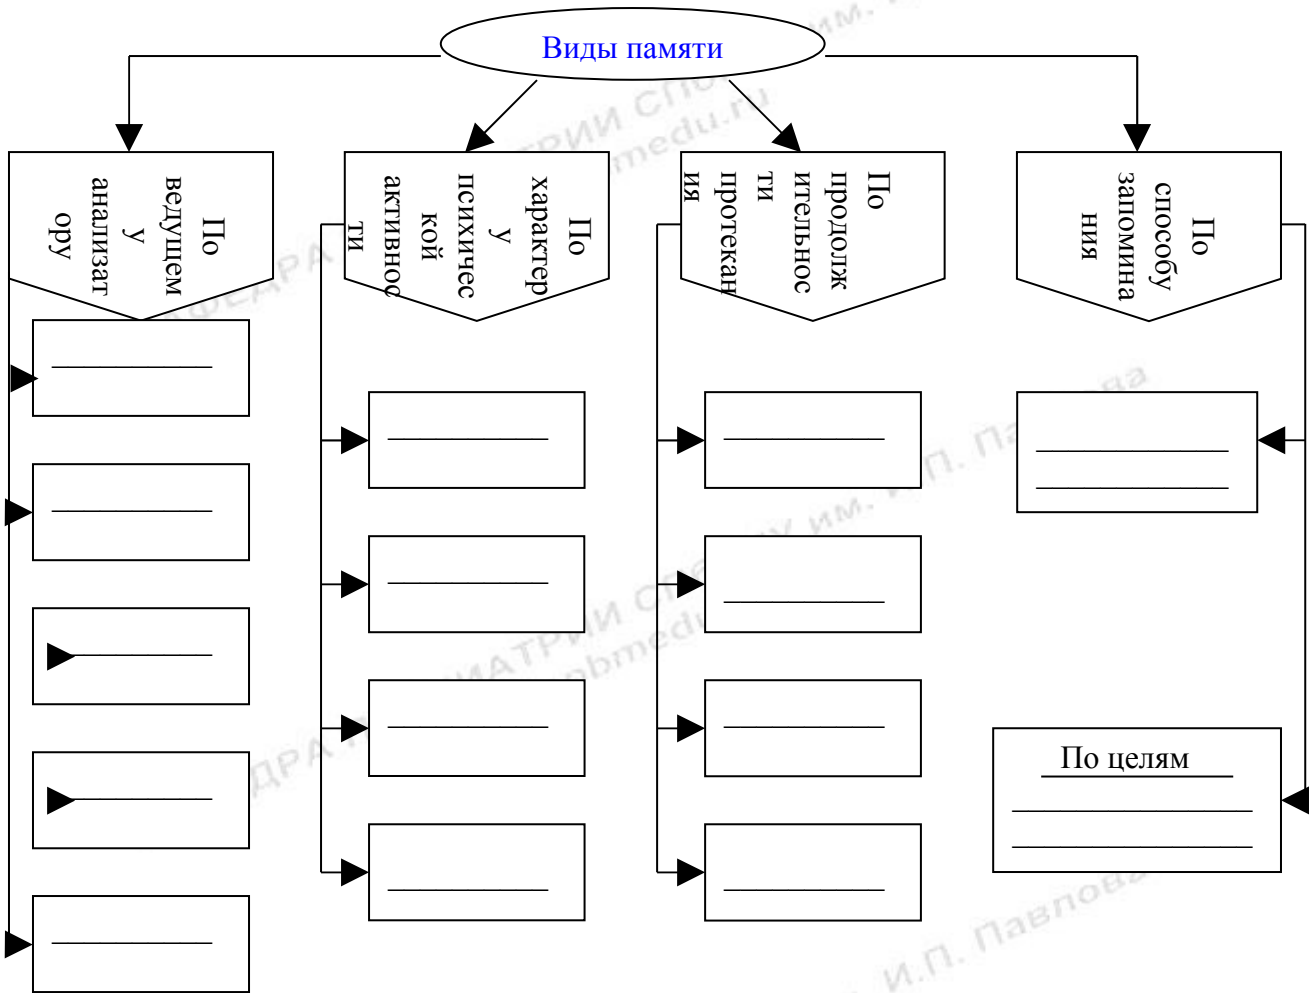 Виды памяти
По
ведущем
у
анализат
ору
По
характер
у
психичес
кой
активнос
ти
По
продолж
ительнос
ти
протекан
ия
По
способу
запомина
ния
По целям
И.П. Павлова